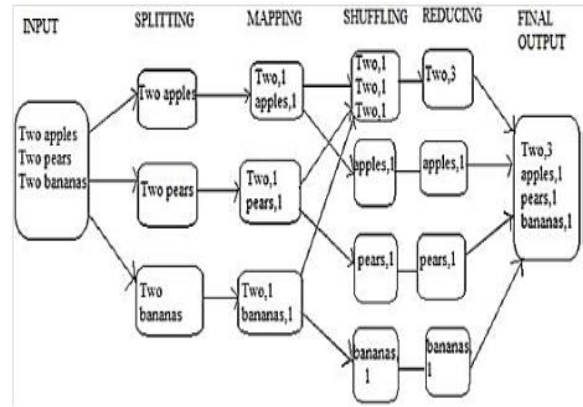 INPUT
SPLITTING
MAPPING
SHUFFLING
REDUCING
FINAL
OUTPUT
Two apples
Two pears
Two bananas
Two apples
Two pears
Two
bananas
Two,1
apples,1
Two,1
pears,1
Two,1
bananas,1
Two,1
Two,1
Two,1
apples,1
pears,1
bananas,
1
Two,3
apples,1
pears,1
bananas,
1
Two,3
apples,1
pears,1
bananas,1